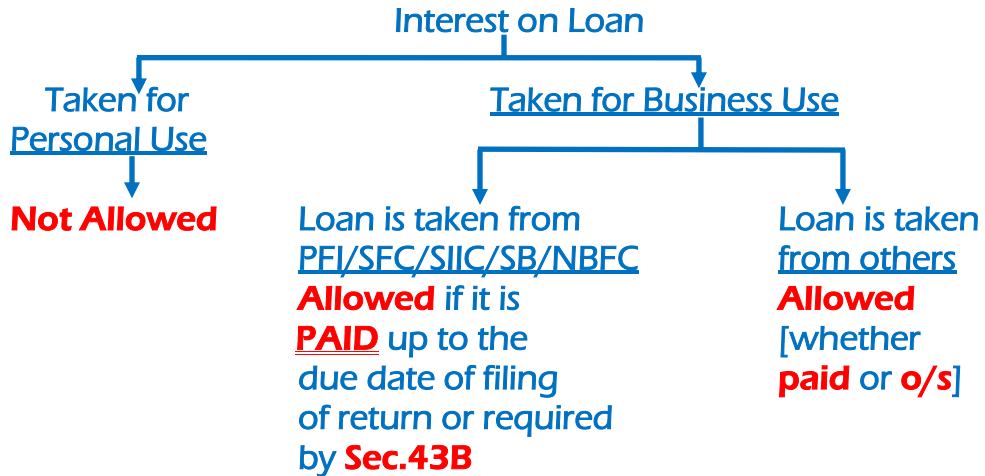 Interest on Loan
Taken for
Personal Use
Not Allowed
Taken for Business Use
Loan is taken from
PFI/SFC/SIIC/SB/NBFC
Allowed if it is
PAID up to the
due date of filing
of return or required
by Sec.43B
Loan is taken
from others
Allowed
[whether
paid or o/s]